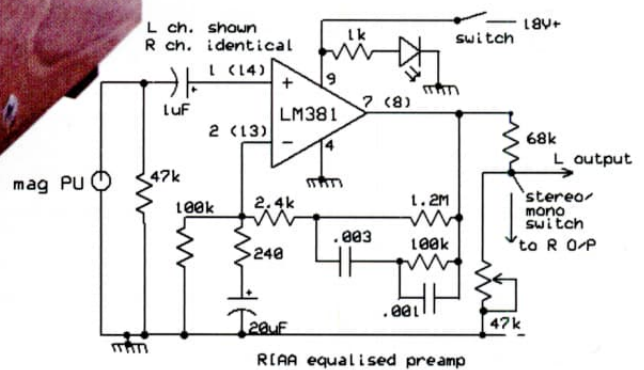 L ch. shown
R ch. identical
1 (14)
+
1uF
+
LM381
9
1k
switch
18V+
7 (8)
2 (13)
-
4
68k
L output
mag PU
47k
100k
2.4k
1.2M
stereo/
mono
switch
to R O/P
.003
100k
240
.001
+
20uF
47k
-
RIAA equalised preamp